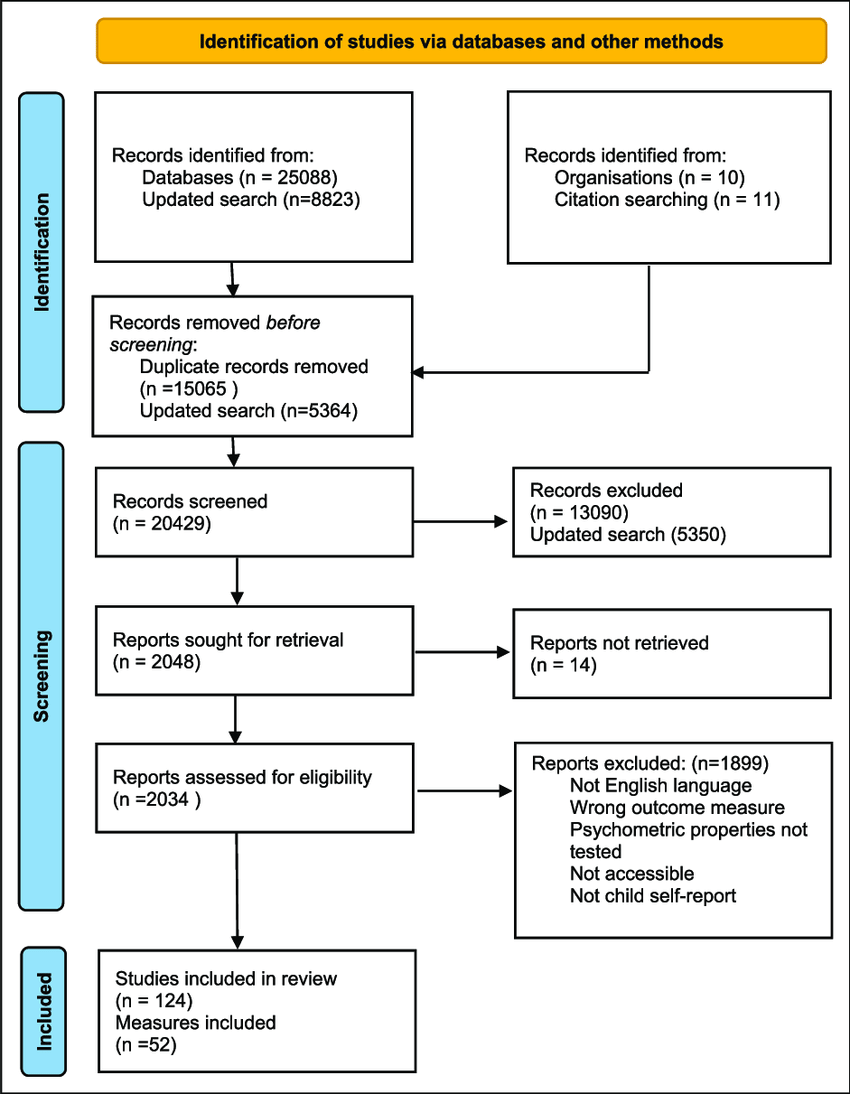 Identification of studies via databases and other methods
Identification
Records identified from:
Databases (n = 25088)
Updated search (n=8823)
Records identified from:
Organisations (n = 10)
Citation searching (n = 11)
Records removed before
screening:
Duplicate records removed
(n =15065 )
Updated search (n=5364)
Screening
Records screened
(n = 20429)
Records excluded
(n = 13090)
Updated search (5350)
Reports sought for retrieval
(n = 2048)
Reports not retrieved
(n = 14)
Reports assessed for eligibility
(n =2034 )
Reports excluded: (n=1899)
Not English language
Wrong outcome measure
Psychometric properties not
tested
Not accessible
Not child self-report
Included
Studies included in review
(n = 124)
Measures included
(n =52)